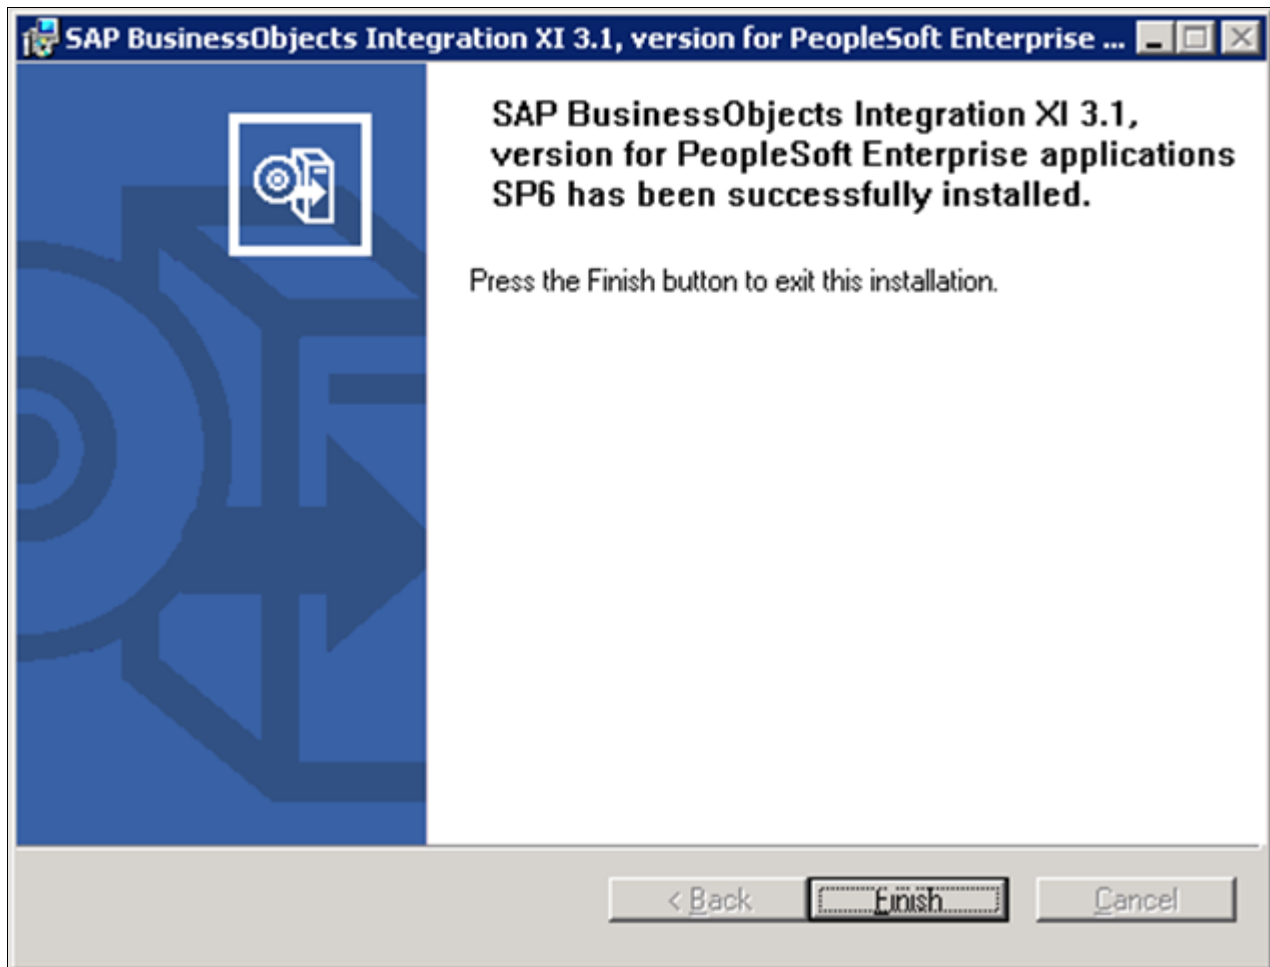 SAP BusinessObjects Integration XI 3.1, version for PeopleSoft Enterprise ...
SAP BusinessObjects Integration XI 3.1,
version for PeopleSoft Enterprise applications
SP6 has been successfully installed.
Press the Finish button to exit this installation.
< Back Finish Cancel